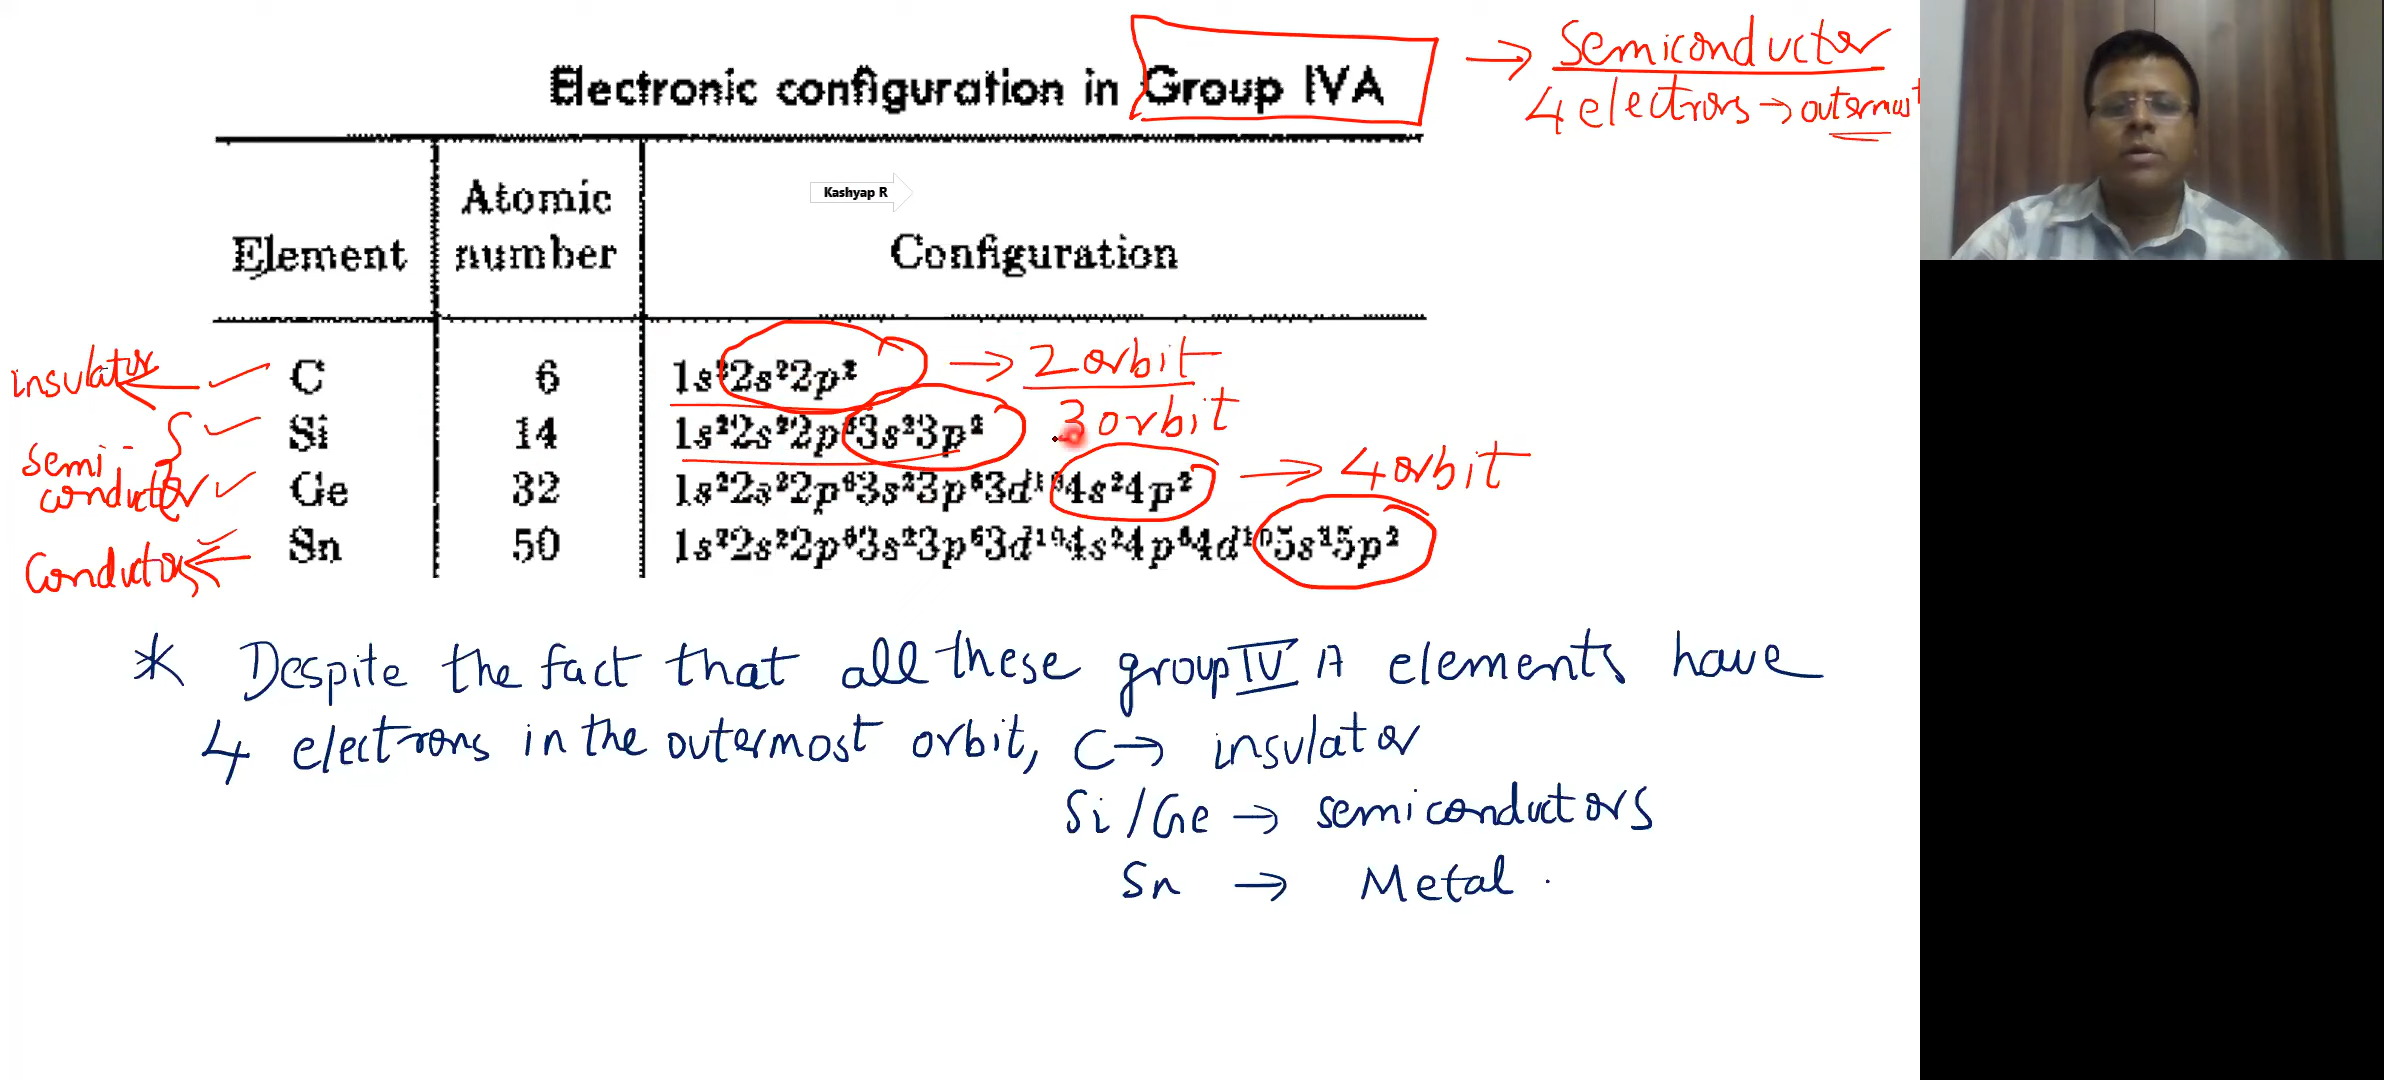 Electronic configuration in Group IVA → Semiconductor
4 electrons → outermost
Kashyap R
Element Atomic number Configuration
insulator C 6 1s²2s²2p² → 2 orbit
Si 14 1s²2s²2p⁶3s²3p² 3 orbit
semiconductor Ge 32 1s²2s²2p⁶3s²3p⁶3d¹⁰4s²4p² → 4 orbit
Conductor Sn 50 1s²2s²2p⁶3s²3p⁶3d¹⁰4s²4p⁶4d¹⁰5s²5p²
* Despite the fact that all these group IV A elements have
4 electrons in the outermost orbit, C → insulator
Si/Ge → semiconductors
Sn → Metal .